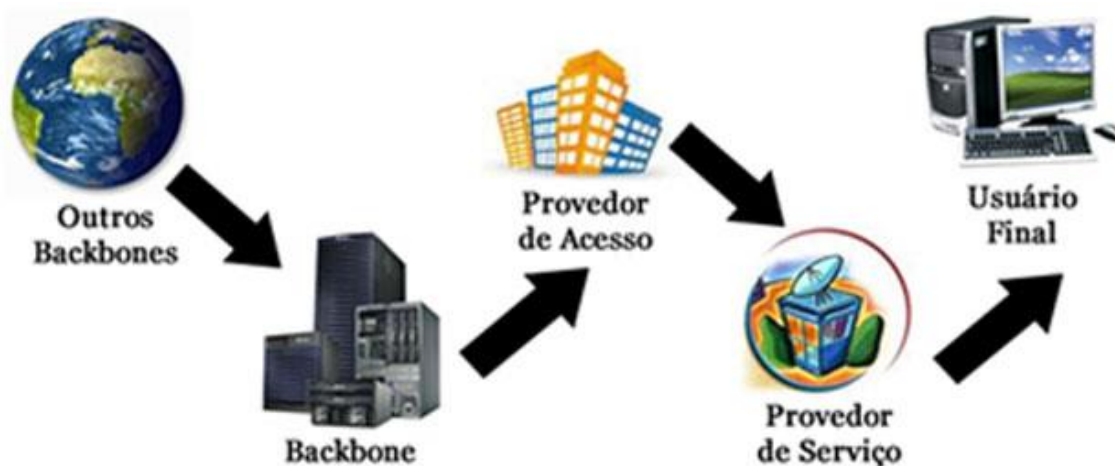 Outros
Backbones
Backbone
Provedor
de Acesso
Provedor
de Serviço
Usuário
Final